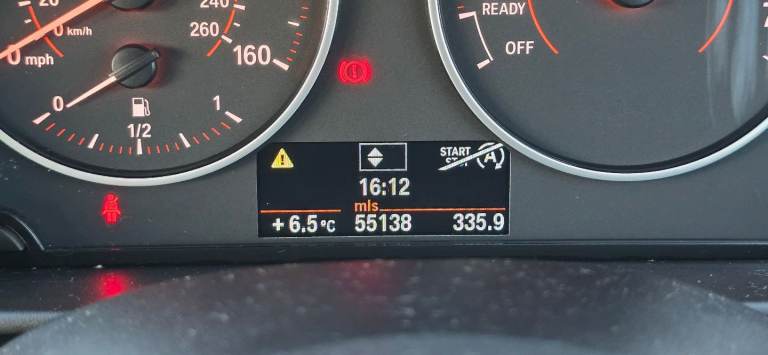 20
240
READY
0 km/h
260
0 mph
160
OFF
0
1
1/2
START
A
16:12
mls
+6.5 °C 55138 335.9